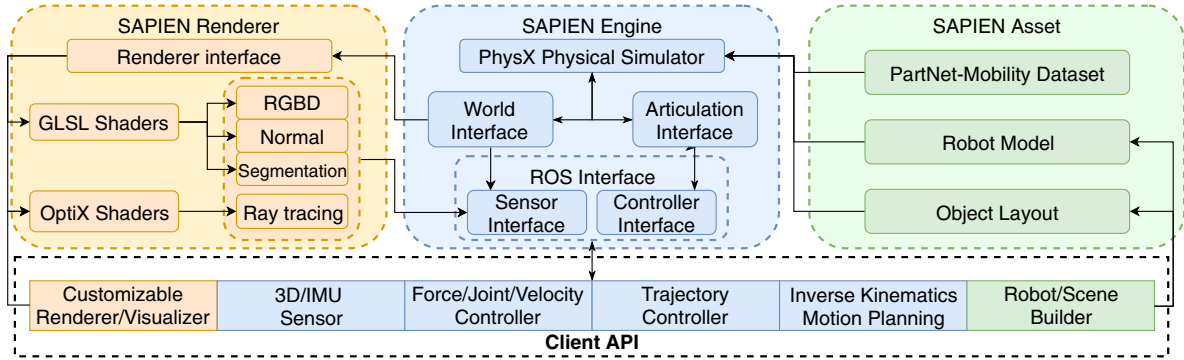 SAPIEN Renderer
Renderer interface
GLSL Shaders
RGBD
Normal
Segmentation
OptiX Shaders
Ray tracing
SAPIEN Engine
PhysX Physical Simulator
World
Interface
Articulation
Interface
ROS Interface
Sensor
Interface
Controller
Interface
SAPIEN Asset
PartNet-Mobility Dataset
Robot Model
Object Layout
Customizable
Renderer/Visualizer
3D/IMU
Sensor
Force/Joint/Velocity
Controller
Trajectory
Controller
Inverse Kinematics
Motion Planning
Robot/Scene
Builder
Client API